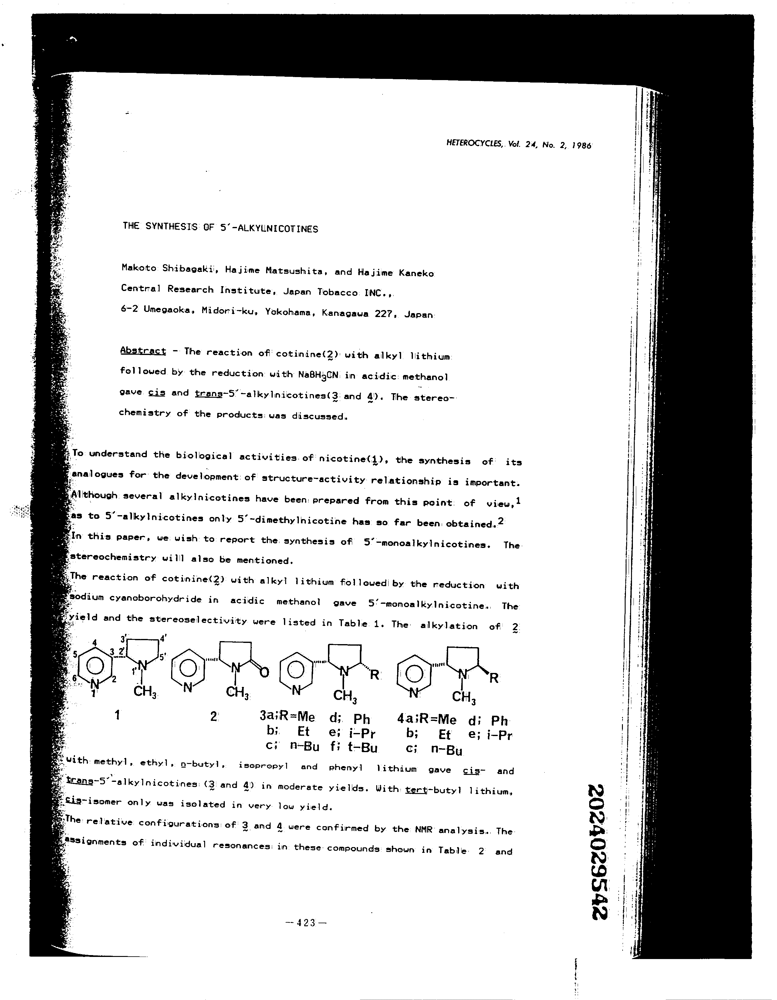 HETEROCYCLES, Vol. 24, No. 2, 1986
THE SYNTHESIS OF 5´-ALKYLNICOTINES
Makoto Shibagaki, Hajime Matsushita, and Hajime Kaneko
Central Research Institute, Japan Tobacco INC.,
6-2 Umegaoka, Midori-ku, Yokohama, Kanagawa 227, Japan
Abstract - The reaction of cotinine(2) with alkyl lithium
followed by the reduction with NaBH3CN in acidic methanol
gave cis and trans-5´-alkylnicotines(3 and 4). The stereo-
chemistry of the products was discussed.
To understand the biological activities of nicotine(1), the synthesis of its
analogues for the development of structure-activity relationship is important.
Although several alkylnicotines have been prepared from this point of view,1
as to 5´-alkylnicotines only 5´-dimethylnicotine has so far been obtained.2
In this paper, we wish to report the synthesis of 5´-monoalkylnicotines. The
stereochemistry will also be mentioned.
The reaction of cotinine(2) with alkyl lithium followed by the reduction with
sodium cyanoborohydride in acidic methanol gave 5´-monoalkylnicotine. The
yield and the stereoselectivity were listed in Table 1. The alkylation of 2
3' 4'
4
5 3 2' 5'
6 2 1' N
N
1 CH3
N O
N CH3
N R
N CH3
N R
N CH3
1 2 3a;R=Me d; Ph 4a;R=Me d; Ph
b; Et e; i-Pr b; Et e; i-Pr
c; n-Bu f; t-Bu c; n-Bu
with methyl, ethyl, n-butyl, isopropyl and phenyl lithium gave cis- and
trans-5´-alkylnicotines (3 and 4) in moderate yields. With tert-butyl lithium,
cis-isomer only was isolated in very low yield.
The relative configurations of 3 and 4 were confirmed by the NMR analysis. The
assignments of individual resonances in these compounds shown in Table 2 and
—423—
2024029542